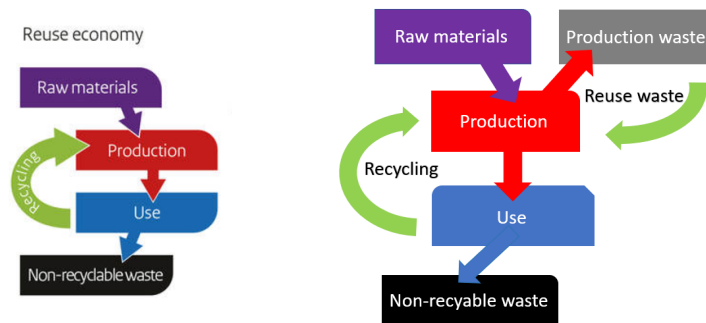 Reuse economy
Raw materials
Production
Recycling
Use
Non-recyclable waste
Raw materials
Production waste
Reuse waste
Production
Recycling
Use
Non-recyable waste